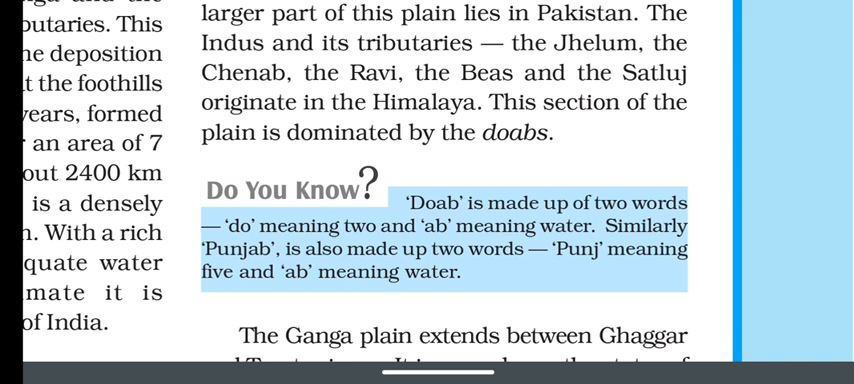 butaries. This
ne deposition
t the foothills
years, formed
an area of 7
out 2400 km
is a densely
n. With a rich
quate water
mate it is
of India.
larger part of this plain lies in Pakistan. The
Indus and its tributaries — the Jhelum, the
Chenab, the Ravi, the Beas and the Satluj
originate in the Himalaya. This section of the
plain is dominated by the doabs.
Do You Know?
‘Doab’ is made up of two words
— ‘do’ meaning two and ‘ab’ meaning water. Similarly
‘Punjab’, is also made up two words — ‘Punj’ meaning
five and ‘ab’ meaning water.
The Ganga plain extends between Ghaggar